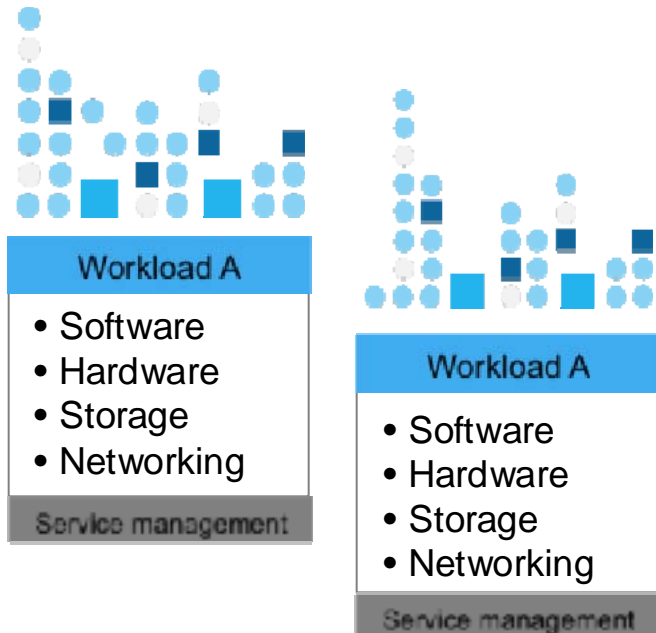 Workload A
• Software
• Hardware
• Storage
• Networking
Service management
Workload A
• Software
• Hardware
• Storage
• Networking
Service management